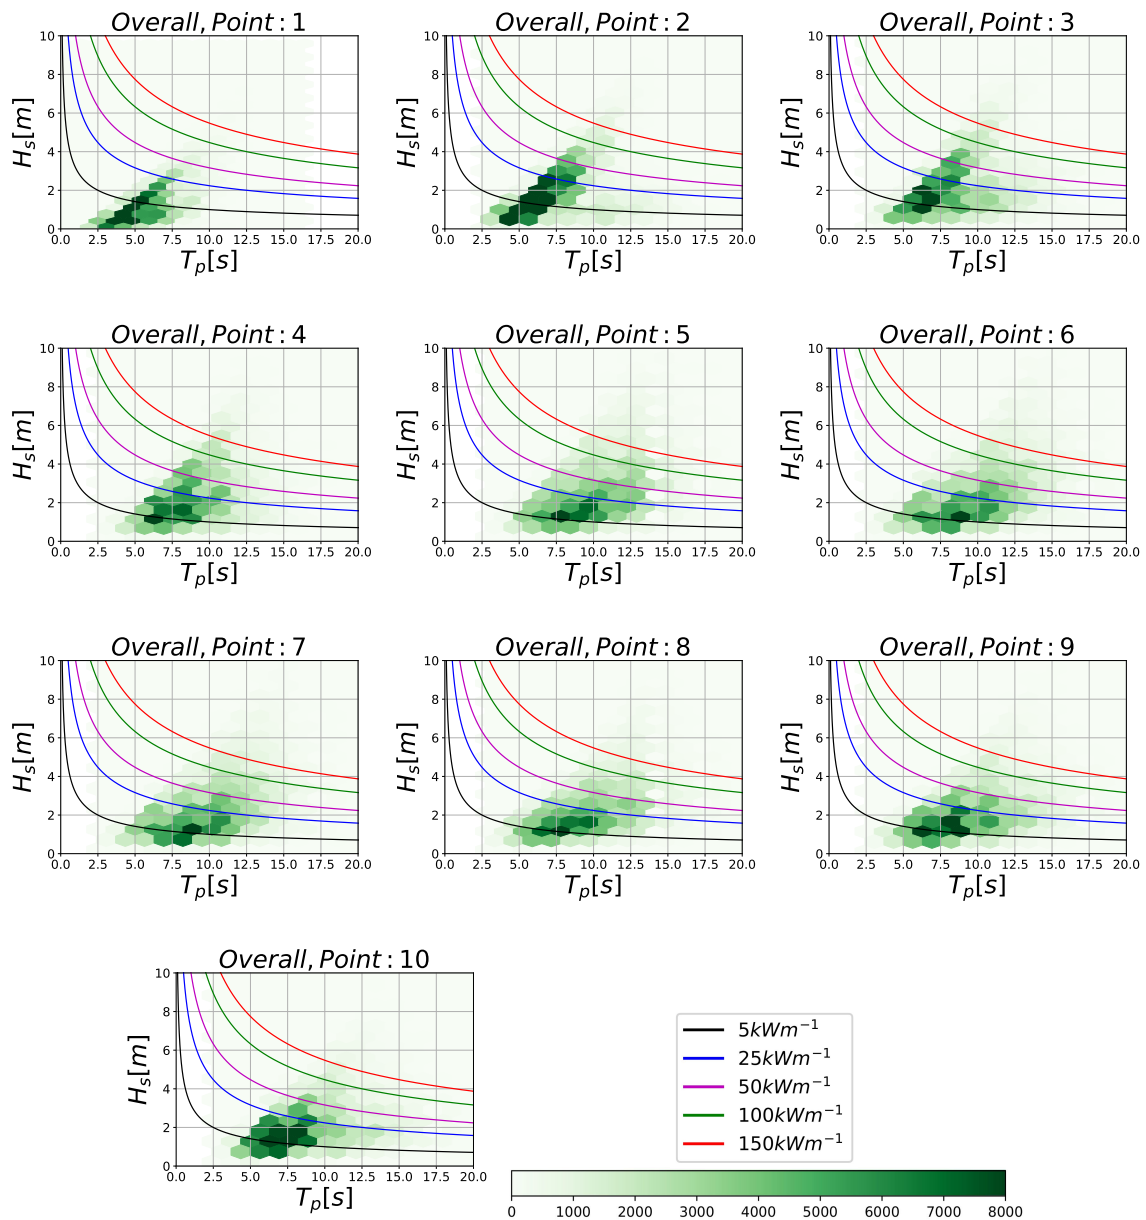 Overall, Point : 1
Overall, Point : 2
Overall, Point : 3
10
8
6
4
2
0
H_s[m]
0.0 2.5 5.0 7.5 10.0 12.5 15.0 17.5 20.0
T_p[s]
10
8
6
4
2
0
H_s[m]
0.0 2.5 5.0 7.5 10.0 12.5 15.0 17.5 20.0
T_p[s]
10
8
6
4
2
0
H_s[m]
0.0 2.5 5.0 7.5 10.0 12.5 15.0 17.5 20.0
T_p[s]
Overall, Point : 4
Overall, Point : 5
Overall, Point : 6
10
8
6
4
2
0
H_s[m]
0.0 2.5 5.0 7.5 10.0 12.5 15.0 17.5 20.0
T_p[s]
10
8
6
4
2
0
H_s[m]
0.0 2.5 5.0 7.5 10.0 12.5 15.0 17.5 20.0
T_p[s]
10
8
6
4
2
0
H_s[m]
0.0 2.5 5.0 7.5 10.0 12.5 15.0 17.5 20.0
T_p[s]
Overall, Point : 7
Overall, Point : 8
Overall, Point : 9
10
8
6
4
2
0
H_s[m]
0.0 2.5 5.0 7.5 10.0 12.5 15.0 17.5 20.0
T_p[s]
10
8
6
4
2
0
H_s[m]
0.0 2.5 5.0 7.5 10.0 12.5 15.0 17.5 20.0
T_p[s]
10
8
6
4
2
0
H_s[m]
0.0 2.5 5.0 7.5 10.0 12.5 15.0 17.5 20.0
T_p[s]
Overall, Point : 10
10
8
6
4
2
0
H_s[m]
0.0 2.5 5.0 7.5 10.0 12.5 15.0 17.5 20.0
T_p[s]
5kWm⁻¹
25kWm⁻¹
50kWm⁻¹
100kWm⁻¹
150kWm⁻¹
0 1000 2000 3000 4000 5000 6000 7000 8000